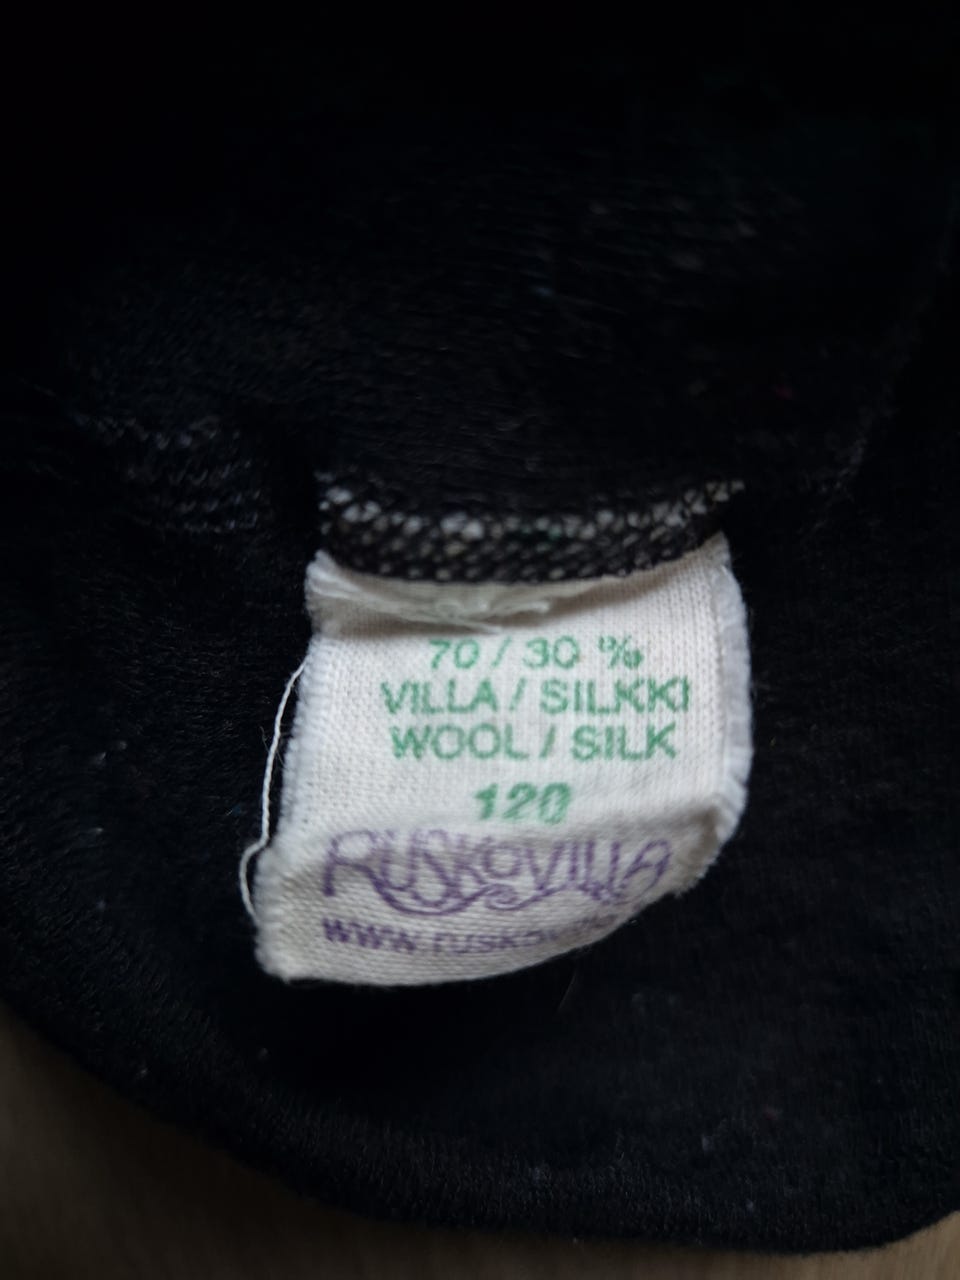 70 / 30 %
VILLA / SILKKI
WOOL / SILK
120
RUSKOVILLA